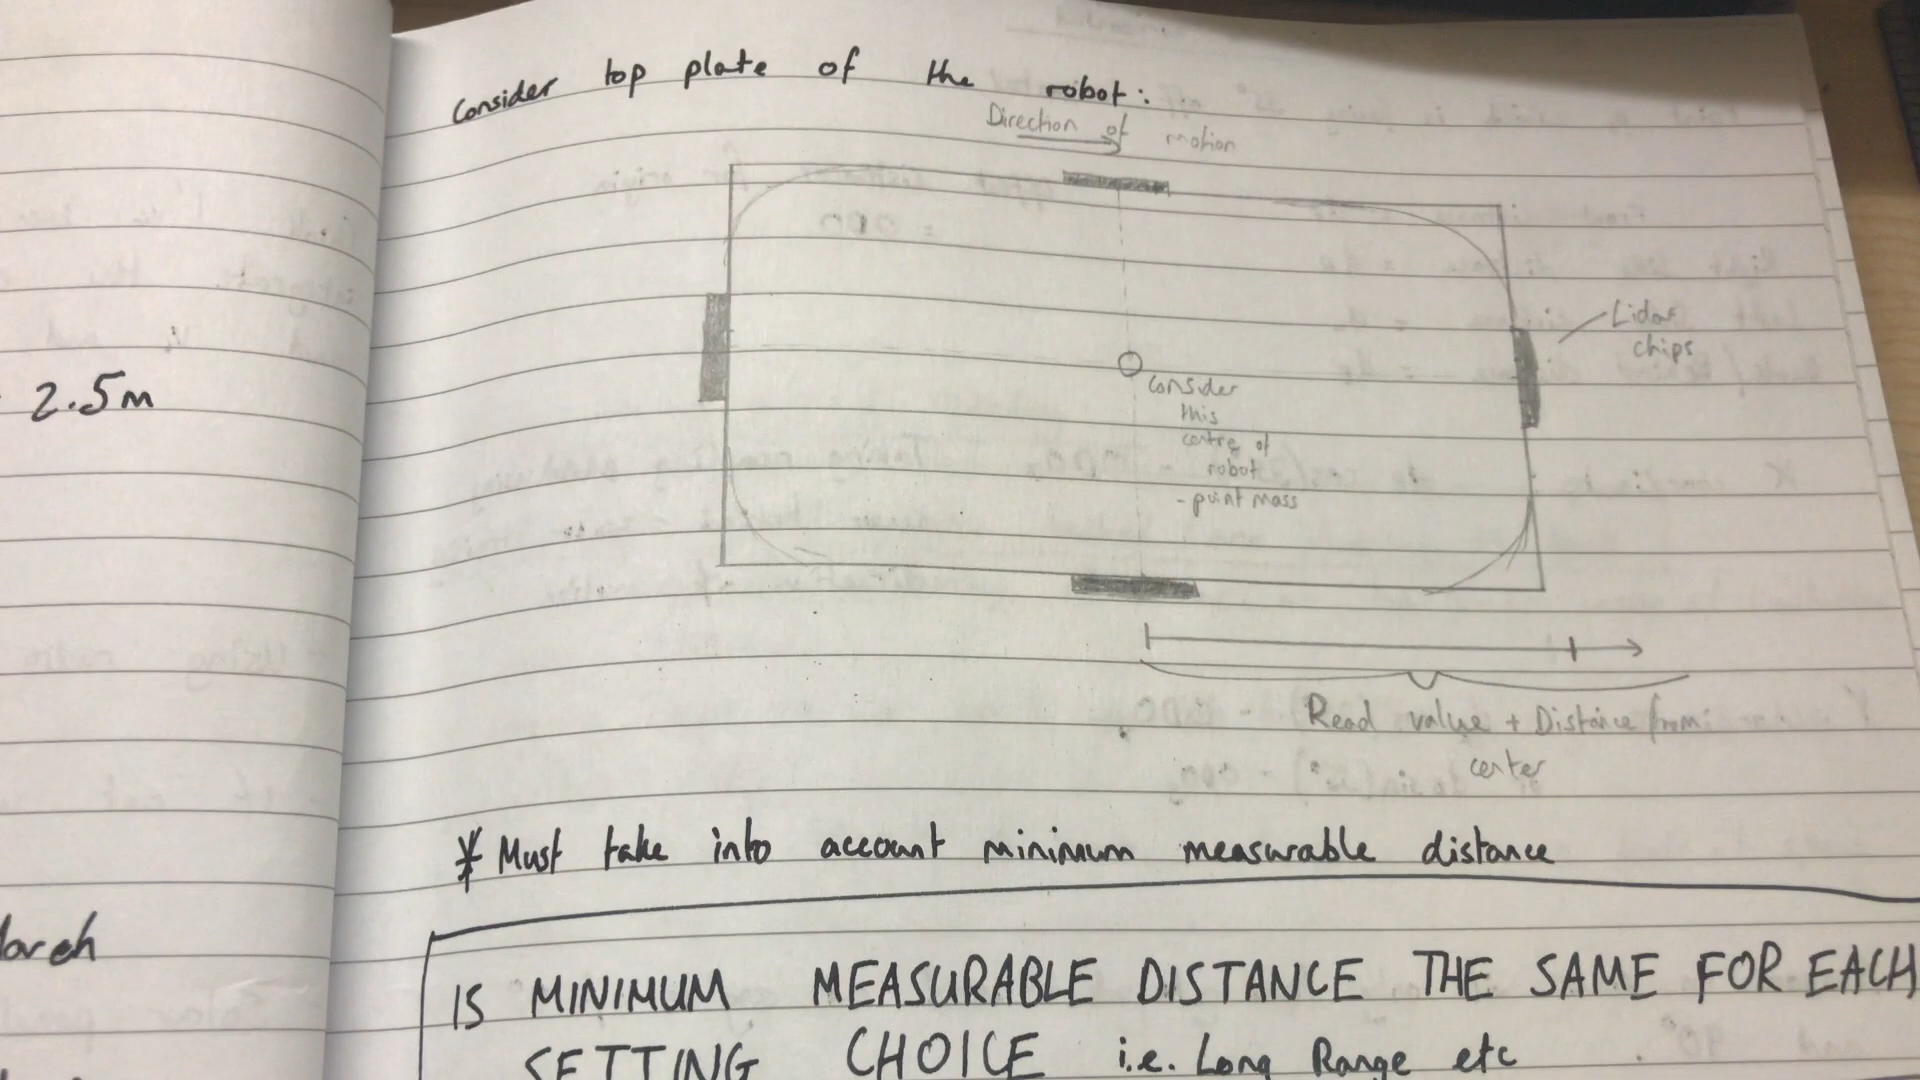 Consider top plate of the robot:
Direction of motion
Lidar
chips
2.5m
Consider
this
centre of
robot
- point mass
Read value + Distance from
center
* Must take into account minimum measurable distance
March
IS MINIMUM MEASURABLE DISTANCE THE SAME FOR EACH
SETTING CHOICE i.e. Long Range etc